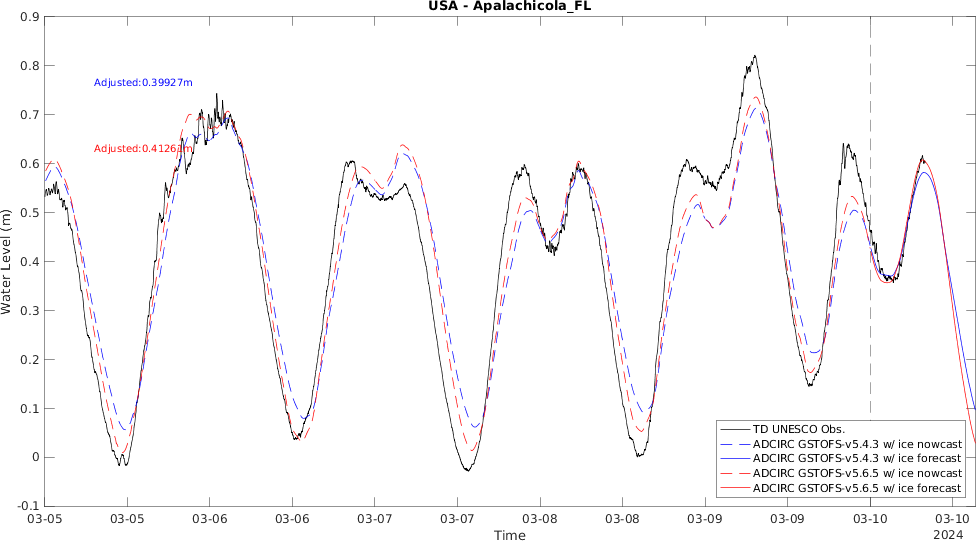 USA - Apalachicola_FL
0.9
0.8
0.7
0.6
0.5
0.4
0.3
0.2
0.1
0
-0.1
Water Level (m)
Adjusted:0.39927m
Adjusted:0.4126
TD UNESCO Obs.
ADCIRC GSTOFS-v5.4.3 w/ ice nowcast
ADCIRC GSTOFS-v5.4.3 w/ ice forecast
ADCIRC GSTOFS-v5.6.5 w/ ice nowcast
ADCIRC GSTOFS-v5.6.5 w/ ice forecast
03-05 03-05 03-06 03-06 03-07 03-07 03-08 03-08 03-09 03-09 03-10 03-10
Time
2024